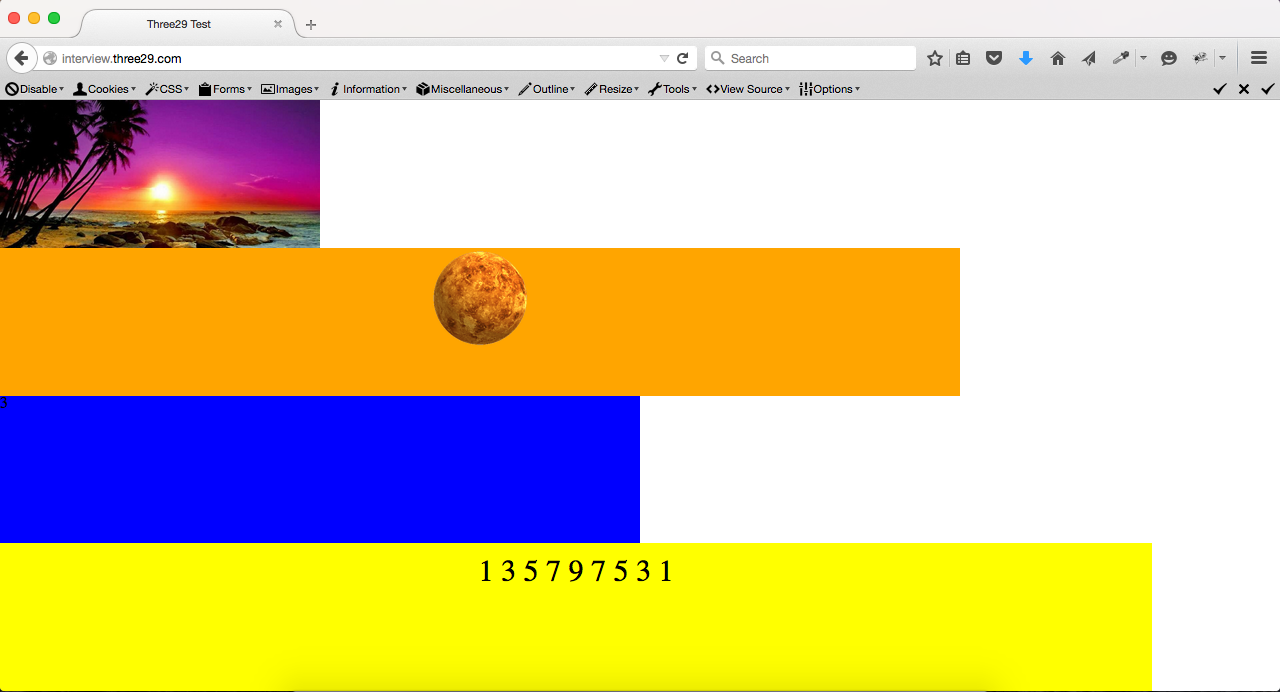 Three29 Test
interview.three29.com
Search
Disable Cookies CSS Forms Images Information Miscellaneous Outline Resize Tools View Source Options
3
1 3 5 7 9 7 5 3 1